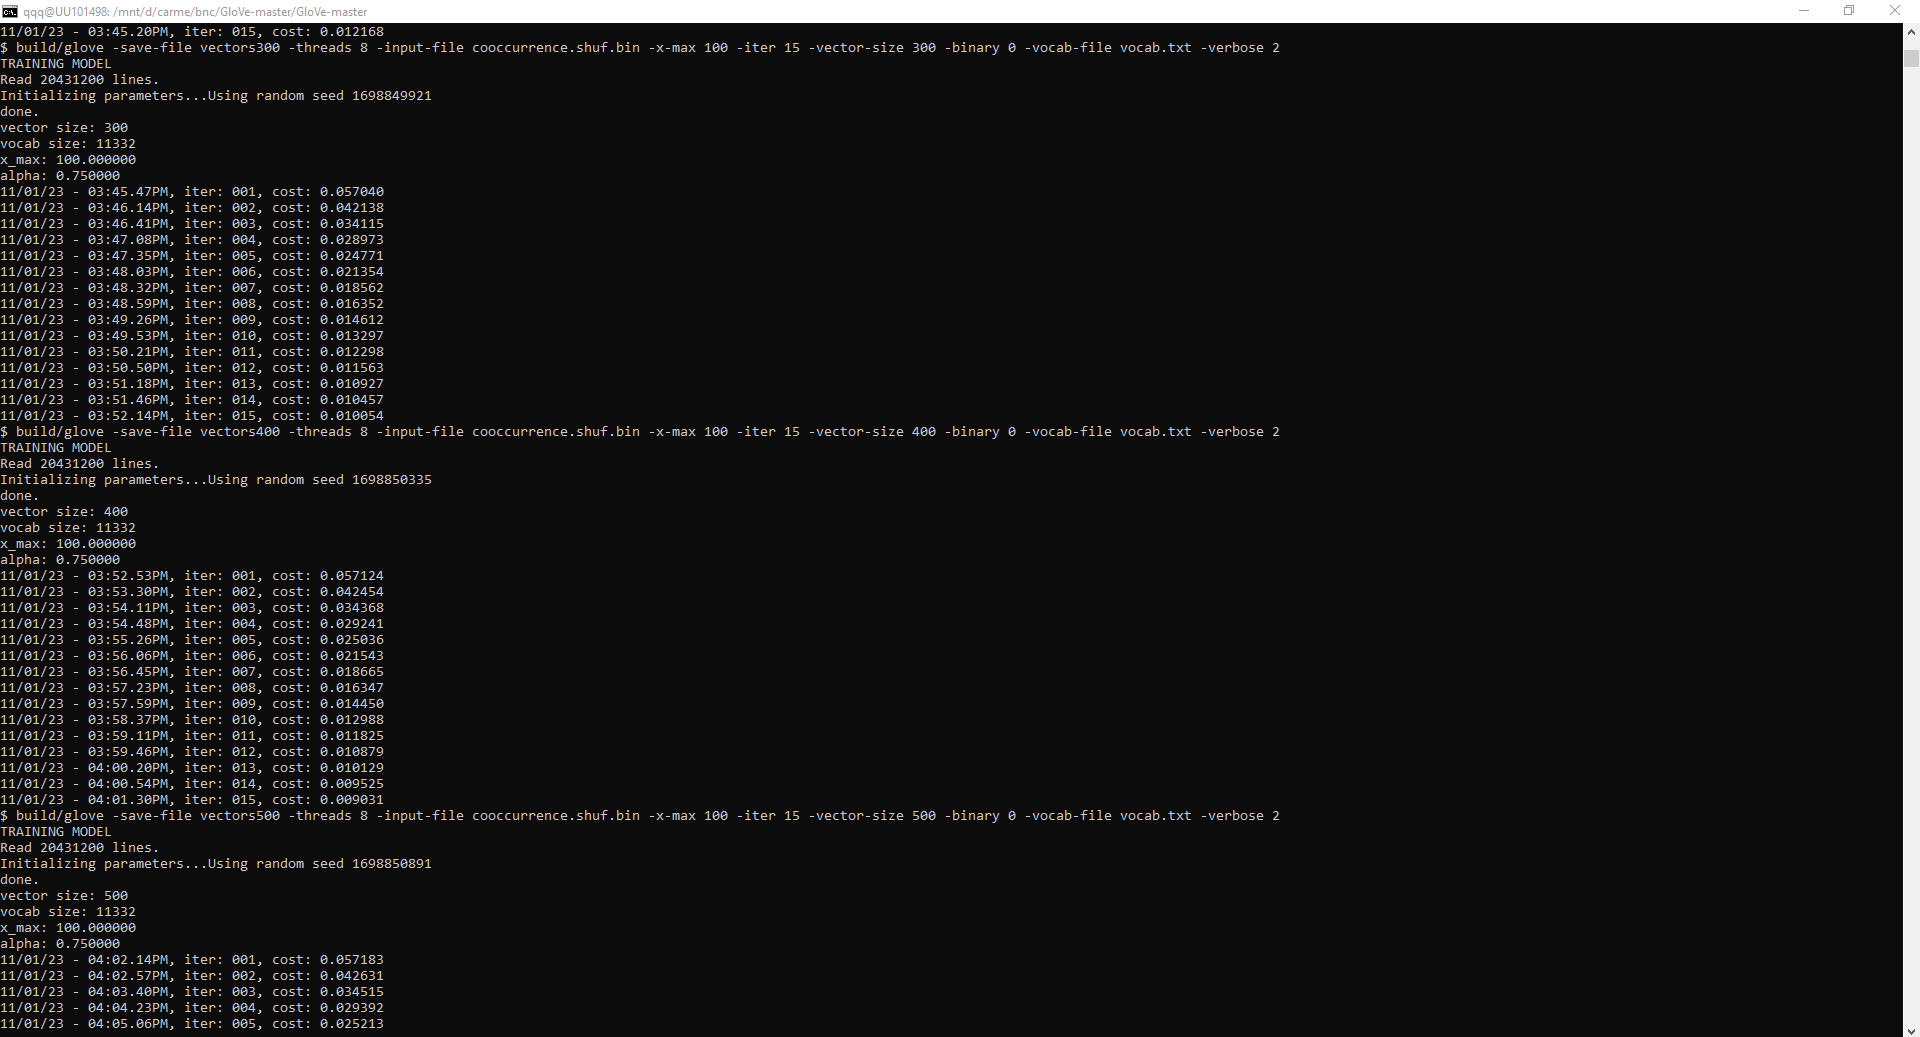 qqq@UU101498: /mnt/d/carme/bnc/GloVe-master/GloVe-master
11/01/23 - 03:45.20PM, iter: 015, cost: 0.012168
$ build/glove -save-file vectors300 -threads 8 -input-file cooccurrence.shuf.bin -x-max 100 -iter 15 -vector-size 300 -binary 0 -vocab-file vocab.txt -verbose 2
TRAINING MODEL
Read 20431200 lines.
Initializing parameters...Using random seed 1698849921
done.
vector size: 300
vocab size: 11332
x_max: 100.000000
alpha: 0.750000
11/01/23 - 03:45.47PM, iter: 001, cost: 0.057040
11/01/23 - 03:46.14PM, iter: 002, cost: 0.042138
11/01/23 - 03:46.41PM, iter: 003, cost: 0.034115
11/01/23 - 03:47.08PM, iter: 004, cost: 0.028973
11/01/23 - 03:47.35PM, iter: 005, cost: 0.024771
11/01/23 - 03:48.03PM, iter: 006, cost: 0.021354
11/01/23 - 03:48.32PM, iter: 007, cost: 0.018562
11/01/23 - 03:48.59PM, iter: 008, cost: 0.016352
11/01/23 - 03:49.26PM, iter: 009, cost: 0.014612
11/01/23 - 03:49.53PM, iter: 010, cost: 0.013297
11/01/23 - 03:50.21PM, iter: 011, cost: 0.012298
11/01/23 - 03:50.50PM, iter: 012, cost: 0.011563
11/01/23 - 03:51.18PM, iter: 013, cost: 0.010927
11/01/23 - 03:51.46PM, iter: 014, cost: 0.010457
11/01/23 - 03:52.14PM, iter: 015, cost: 0.010054
$ build/glove -save-file vectors400 -threads 8 -input-file cooccurrence.shuf.bin -x-max 100 -iter 15 -vector-size 400 -binary 0 -vocab-file vocab.txt -verbose 2
TRAINING MODEL
Read 20431200 lines.
Initializing parameters...Using random seed 1698850335
done.
vector size: 400
vocab size: 11332
x_max: 100.000000
alpha: 0.750000
11/01/23 - 03:52.53PM, iter: 001, cost: 0.057124
11/01/23 - 03:53.30PM, iter: 002, cost: 0.042454
11/01/23 - 03:54.11PM, iter: 003, cost: 0.034368
11/01/23 - 03:54.48PM, iter: 004, cost: 0.029241
11/01/23 - 03:55.26PM, iter: 005, cost: 0.025036
11/01/23 - 03:56.06PM, iter: 006, cost: 0.021543
11/01/23 - 03:56.45PM, iter: 007, cost: 0.018665
11/01/23 - 03:57.23PM, iter: 008, cost: 0.016347
11/01/23 - 03:57.59PM, iter: 009, cost: 0.014450
11/01/23 - 03:58.37PM, iter: 010, cost: 0.012988
11/01/23 - 03:59.11PM, iter: 011, cost: 0.011825
11/01/23 - 03:59.46PM, iter: 012, cost: 0.010879
11/01/23 - 04:00.20PM, iter: 013, cost: 0.010129
11/01/23 - 04:00.54PM, iter: 014, cost: 0.009525
11/01/23 - 04:01.30PM, iter: 015, cost: 0.009031
$ build/glove -save-file vectors500 -threads 8 -input-file cooccurrence.shuf.bin -x-max 100 -iter 15 -vector-size 500 -binary 0 -vocab-file vocab.txt -verbose 2
TRAINING MODEL
Read 20431200 lines.
Initializing parameters...Using random seed 1698850891
done.
vector size: 500
vocab size: 11332
x_max: 100.000000
alpha: 0.750000
11/01/23 - 04:02.14PM, iter: 001, cost: 0.057183
11/01/23 - 04:02.57PM, iter: 002, cost: 0.042631
11/01/23 - 04:03.40PM, iter: 003, cost: 0.034515
11/01/23 - 04:04.23PM, iter: 004, cost: 0.029392
11/01/23 - 04:05.06PM, iter: 005, cost: 0.025213